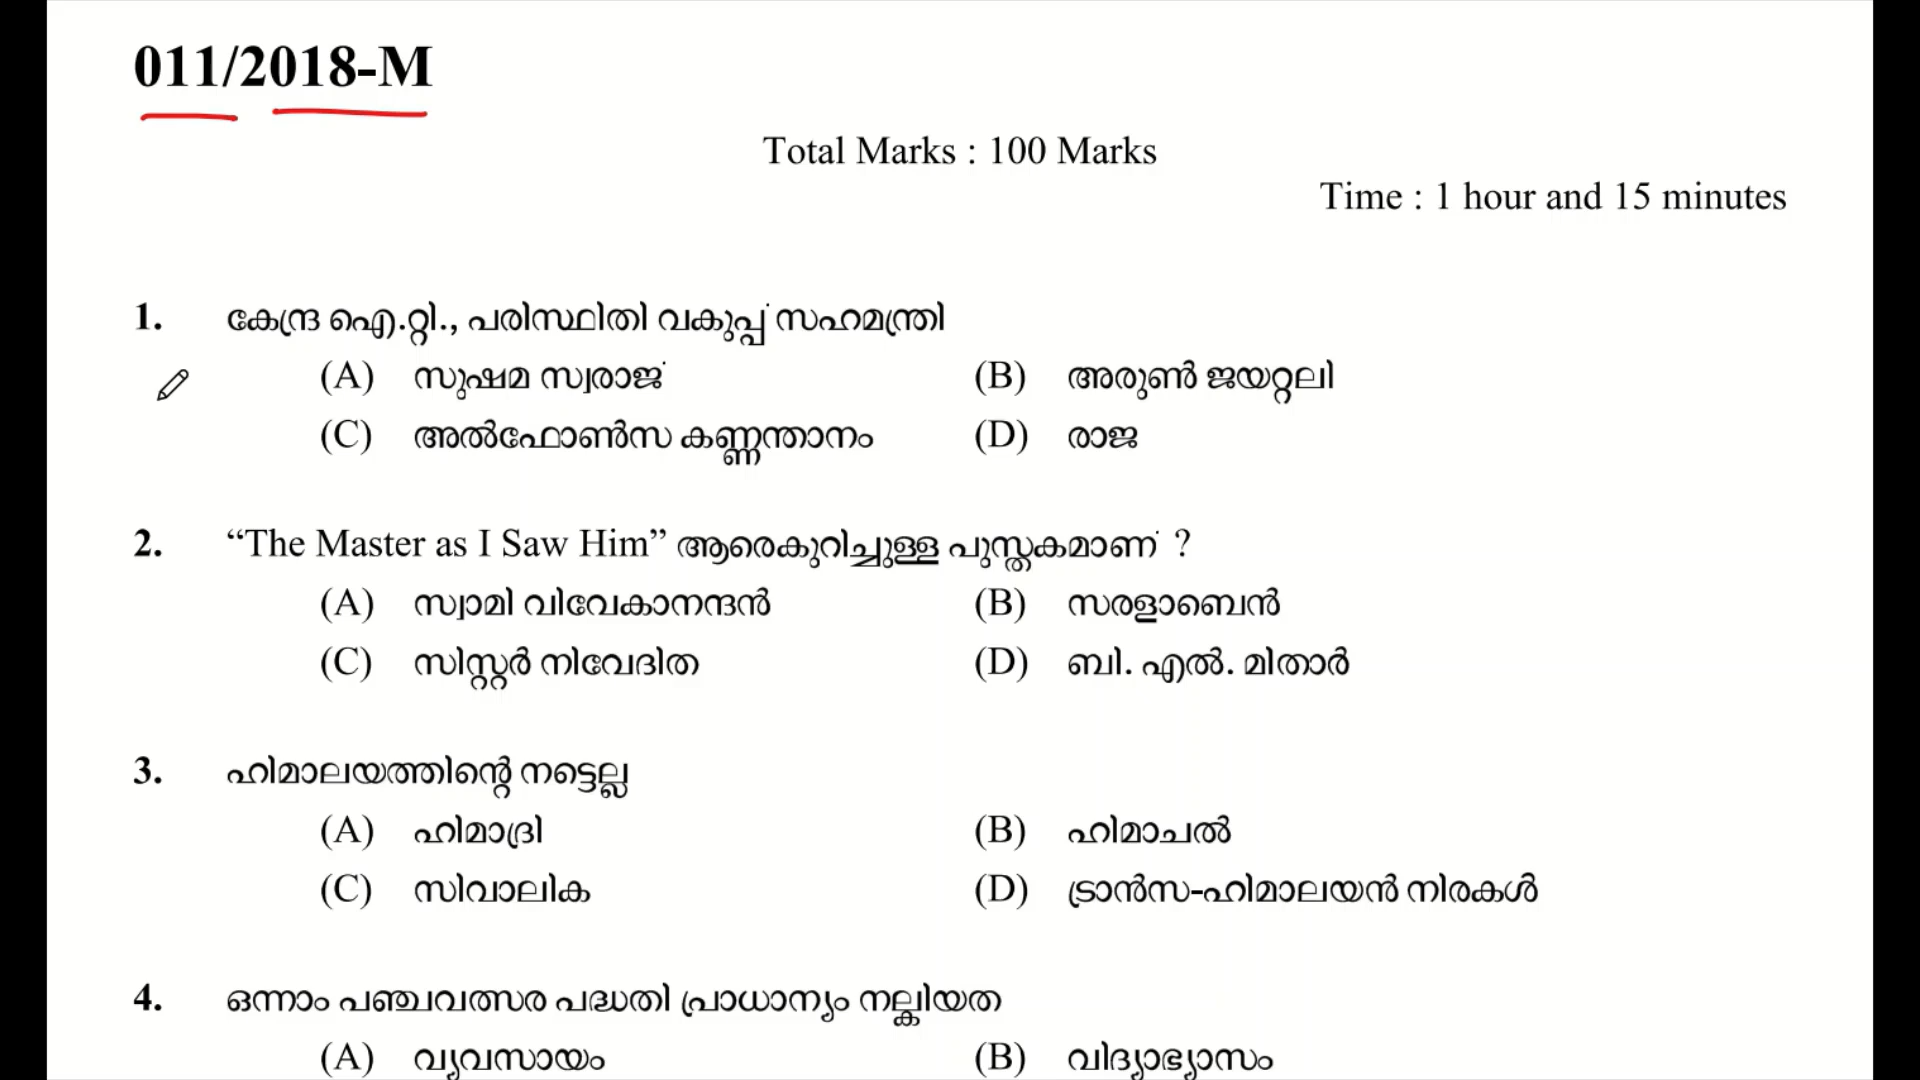 011/2018-M
Total Marks : 100 Marks
Time : 1 hour and 15 minutes
1. കേന്ദ്ര ഐ.റ്റി., പരിസ്ഥിതി വകുപ്പ് സഹമന്ത്രി
(A) സുഷമ സ്വരാജ് (B) അരുൺ ജയറ്റലി
(C) അൽഫോൺസ കണ്ണന്താനം (D) രാജ
2. “The Master as I Saw Him” ആരെകുറിച്ചുള്ള പുസ്തകമാണ് ?
(A) സ്വാമി വിവേകാനന്ദൻ (B) സരളാബെൻ
(C) സിസ്റ്റർ നിവേദിത (D) ബി. എൽ. മിതാർ
3. ഹിമാലയത്തിന്റെ നട്ടെല്ല
(A) ഹിമാദ്രി (B) ഹിമാചൽ
(C) സിവാലിക (D) ട്രാൻസ-ഹിമാലയൻ നിരകൾ
4. ഒന്നാം പഞ്ചവത്സര പദ്ധതി പ്രാധാന്യം നല്കിയത
(A) വ്യവസായം (B) വിദ്യാഭ്യാസം